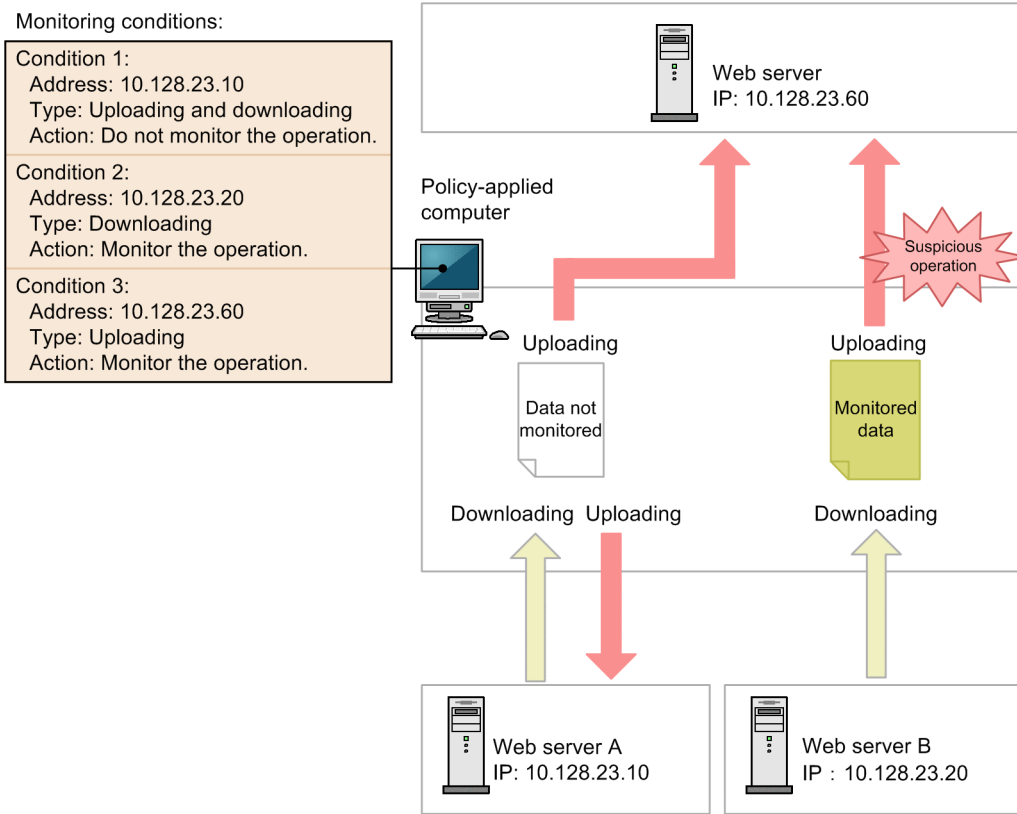 Monitoring conditions:
Condition 1:
Address: 10.128.23.10
Type: Uploading and downloading
Action: Do not monitor the operation.
Condition 2:
Address: 10.128.23.20
Type: Downloading
Action: Monitor the operation.
Condition 3:
Address: 10.128.23.60
Type: Uploading
Action: Monitor the operation.
Web server
IP: 10.128.23.60
Policy-applied
computer
Suspicious
operation
Uploading
Uploading
Data not
monitored
Monitored
data
Downloading
Uploading
Downloading
Web server A
IP: 10.128.23.10
Web server B
IP : 10.128.23.20